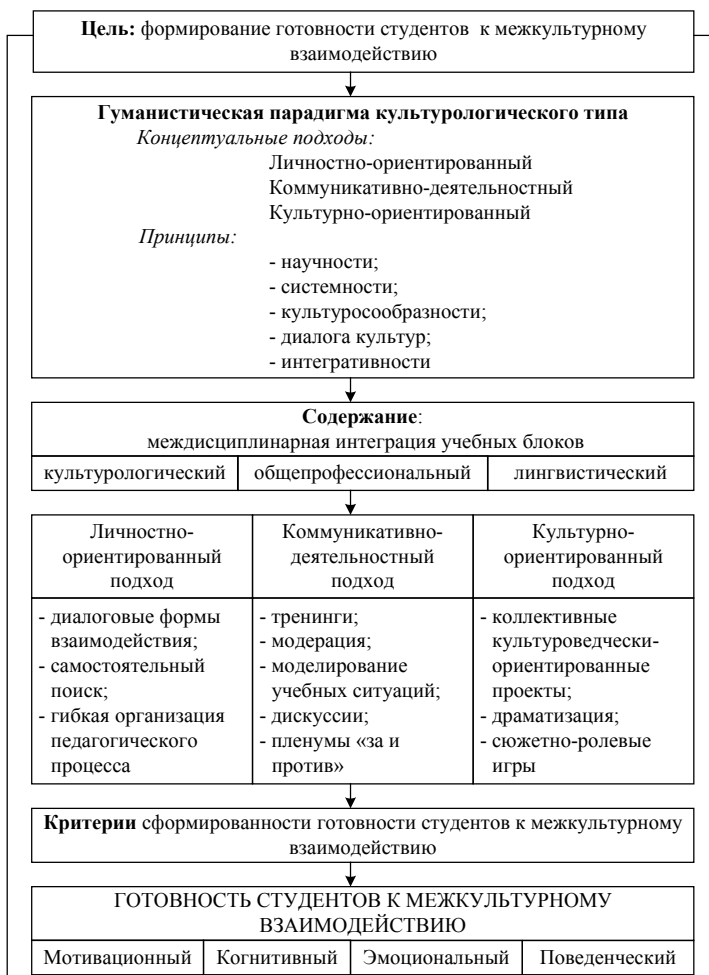 Цель: формирование готовности студентов к межкультурному
взаимодействию
Гуманистическая парадигма культурологического типа
Концептуальные подходы:
Личностно-ориентированный
Коммуникативно-деятельностный
Культурно-ориентированный
Принципы:
- научности;
- системности;
- культуросообразности;
- диалога культур;
- интегративности
Содержание:
междисциплинарная интеграция учебных блоков
культурологический
общепрофессиональный
лингвистический
Личностно-
ориентированный
подход
- диалоговые формы
взаимодействия;
- самостоятельный
поиск;
- гибкая организация
педагогического
процесса
Коммуникативно-
деятельностный
подход
- тренинги;
- модерация;
- моделирование
учебных ситуаций;
- дискуссии;
- пленумы «за и
против»
Культурно-
ориентированный
подход
- коллективные
культуроведчески-
ориентированные
проекты;
- драматизация;
- сюжетно-ролевые
игры
Критерии сформированности готовности студентов к межкультурному
взаимодействию
ГОТОВНОСТЬ СТУДЕНТОВ К МЕЖКУЛЬТУРНОМУ
ВЗАИМОДЕЙСТВИЮ
Мотивационный
Когнитивный
Эмоциональный
Поведенческий